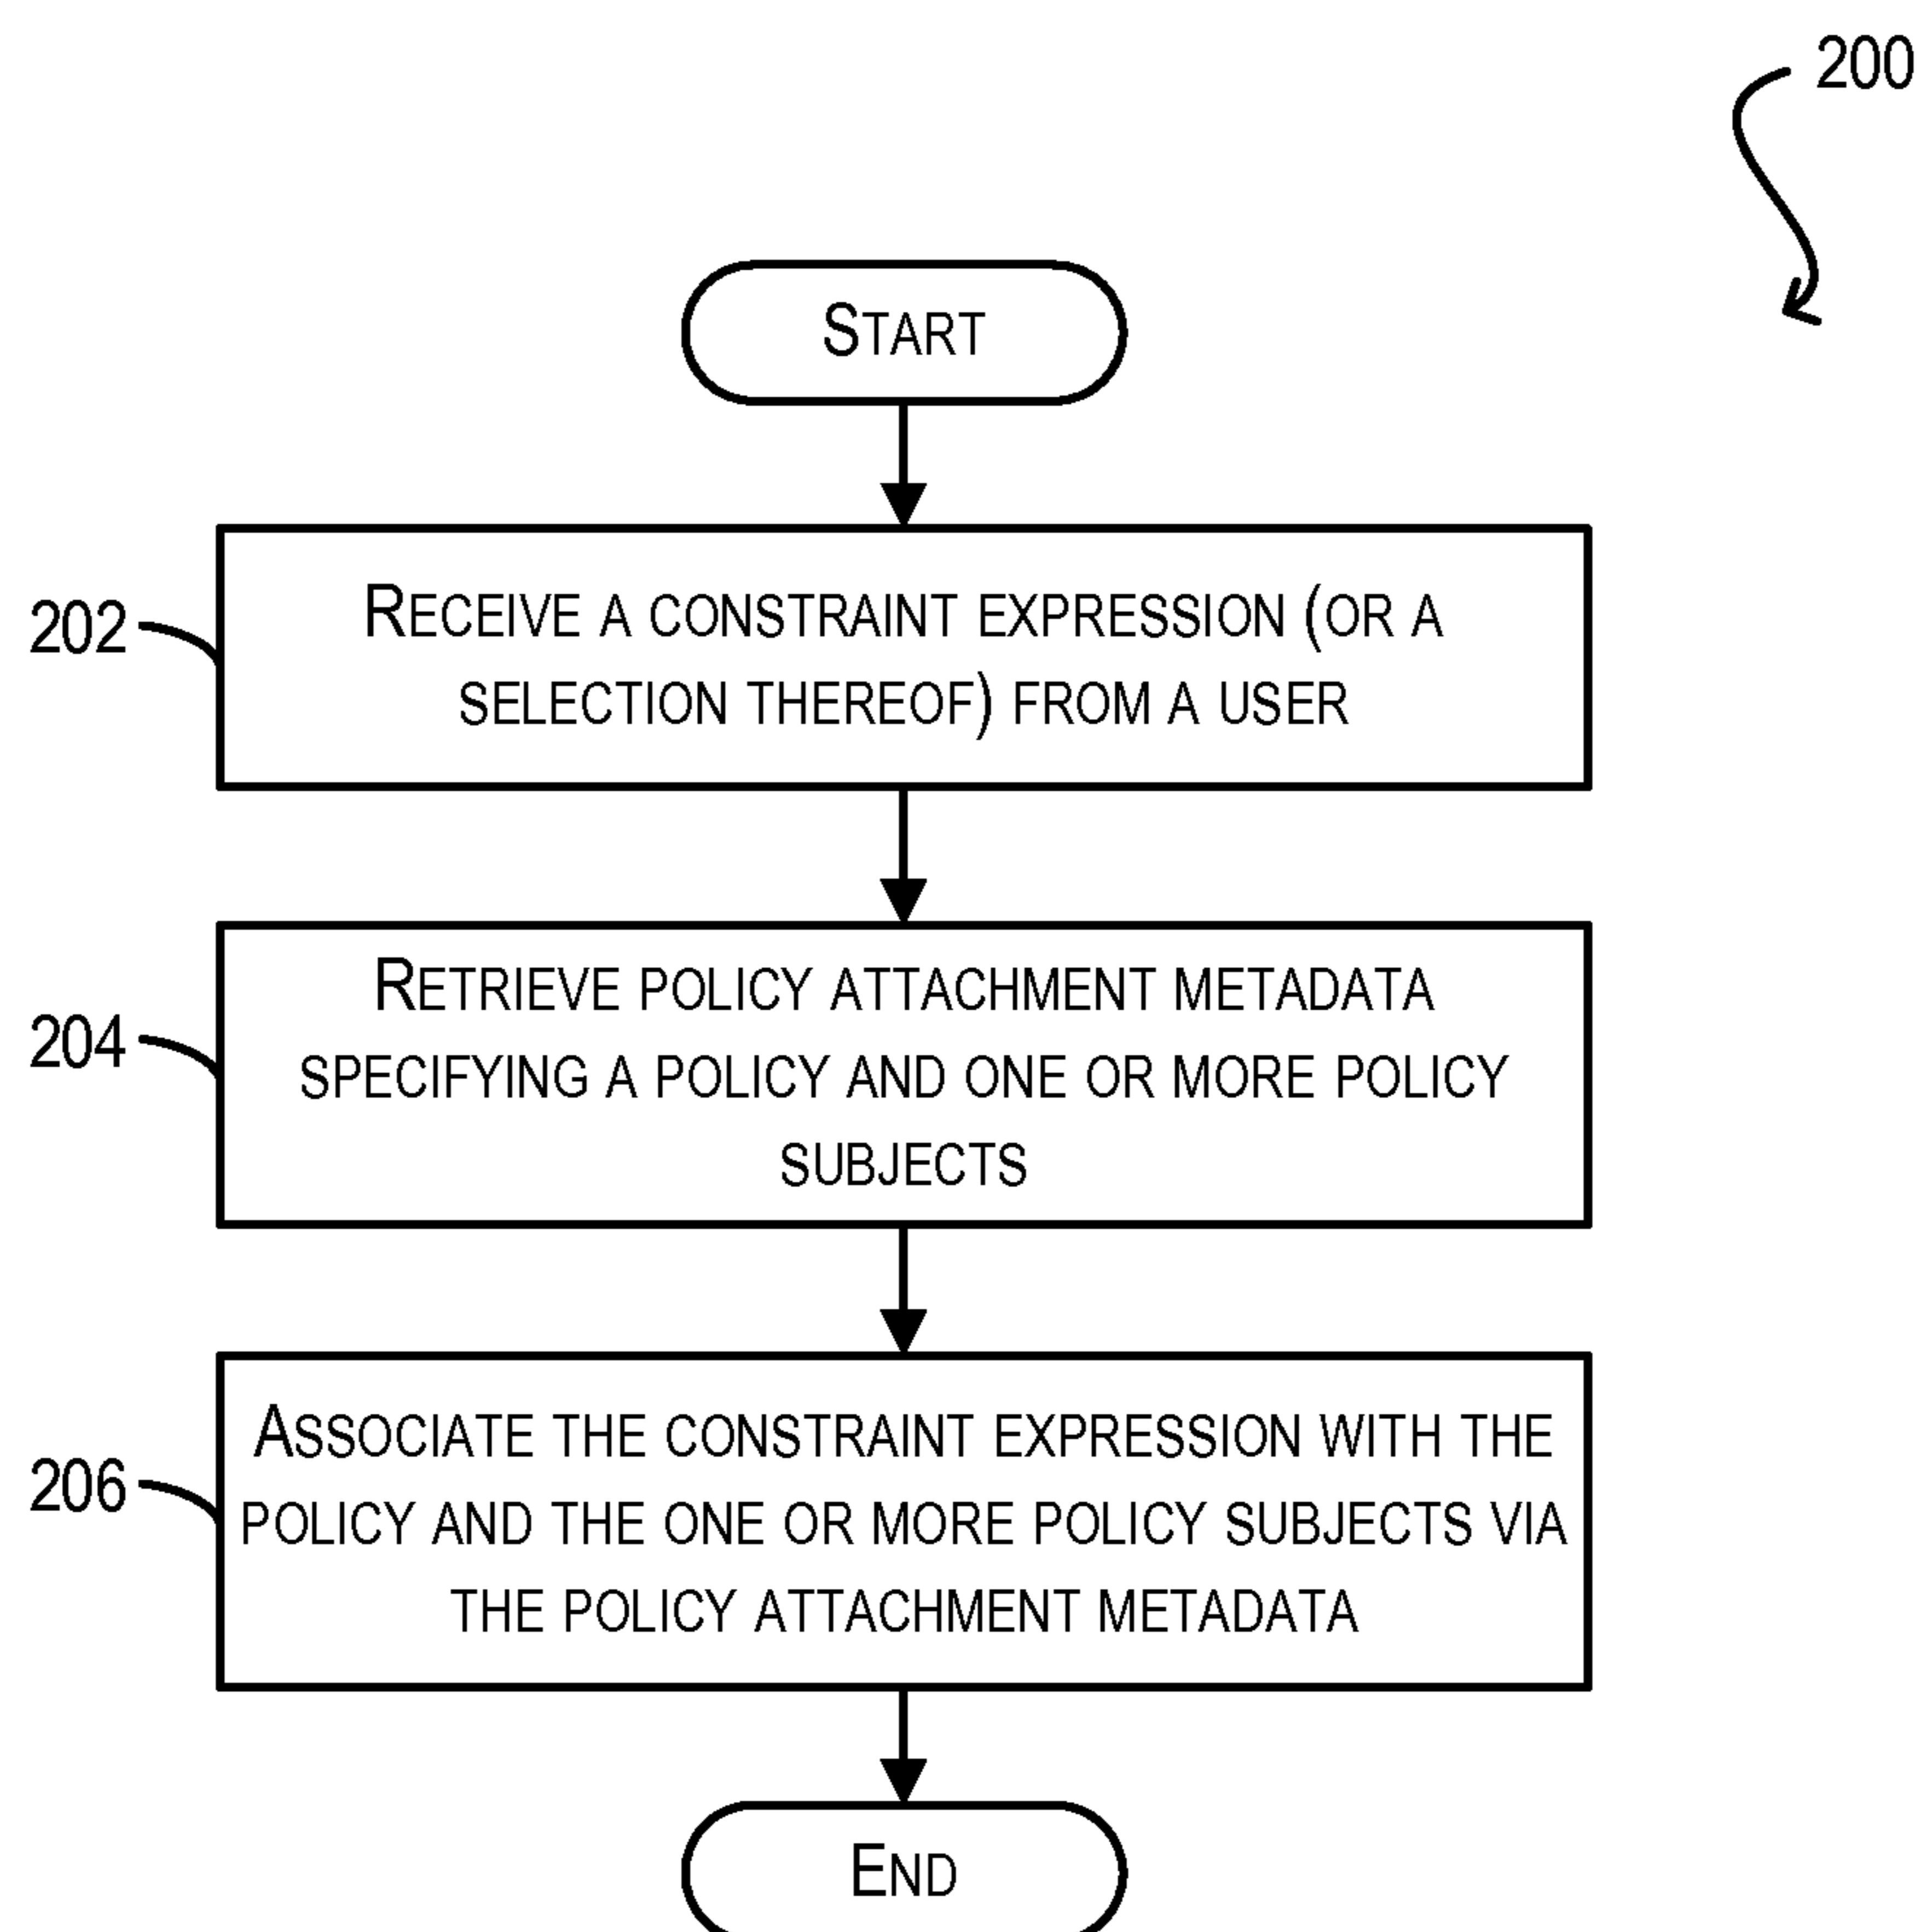 200
START
202
RECEIVE A CONSTRAINT EXPRESSION (OR A
SELECTION THEREOF) FROM A USER
204
RETRIEVE POLICY ATTACHMENT METADATA
SPECIFYING A POLICY AND ONE OR MORE POLICY
SUBJECTS
206
ASSOCIATE THE CONSTRAINT EXPRESSION WITH THE
POLICY AND THE ONE OR MORE POLICY SUBJECTS VIA
THE POLICY ATTACHMENT METADATA
END